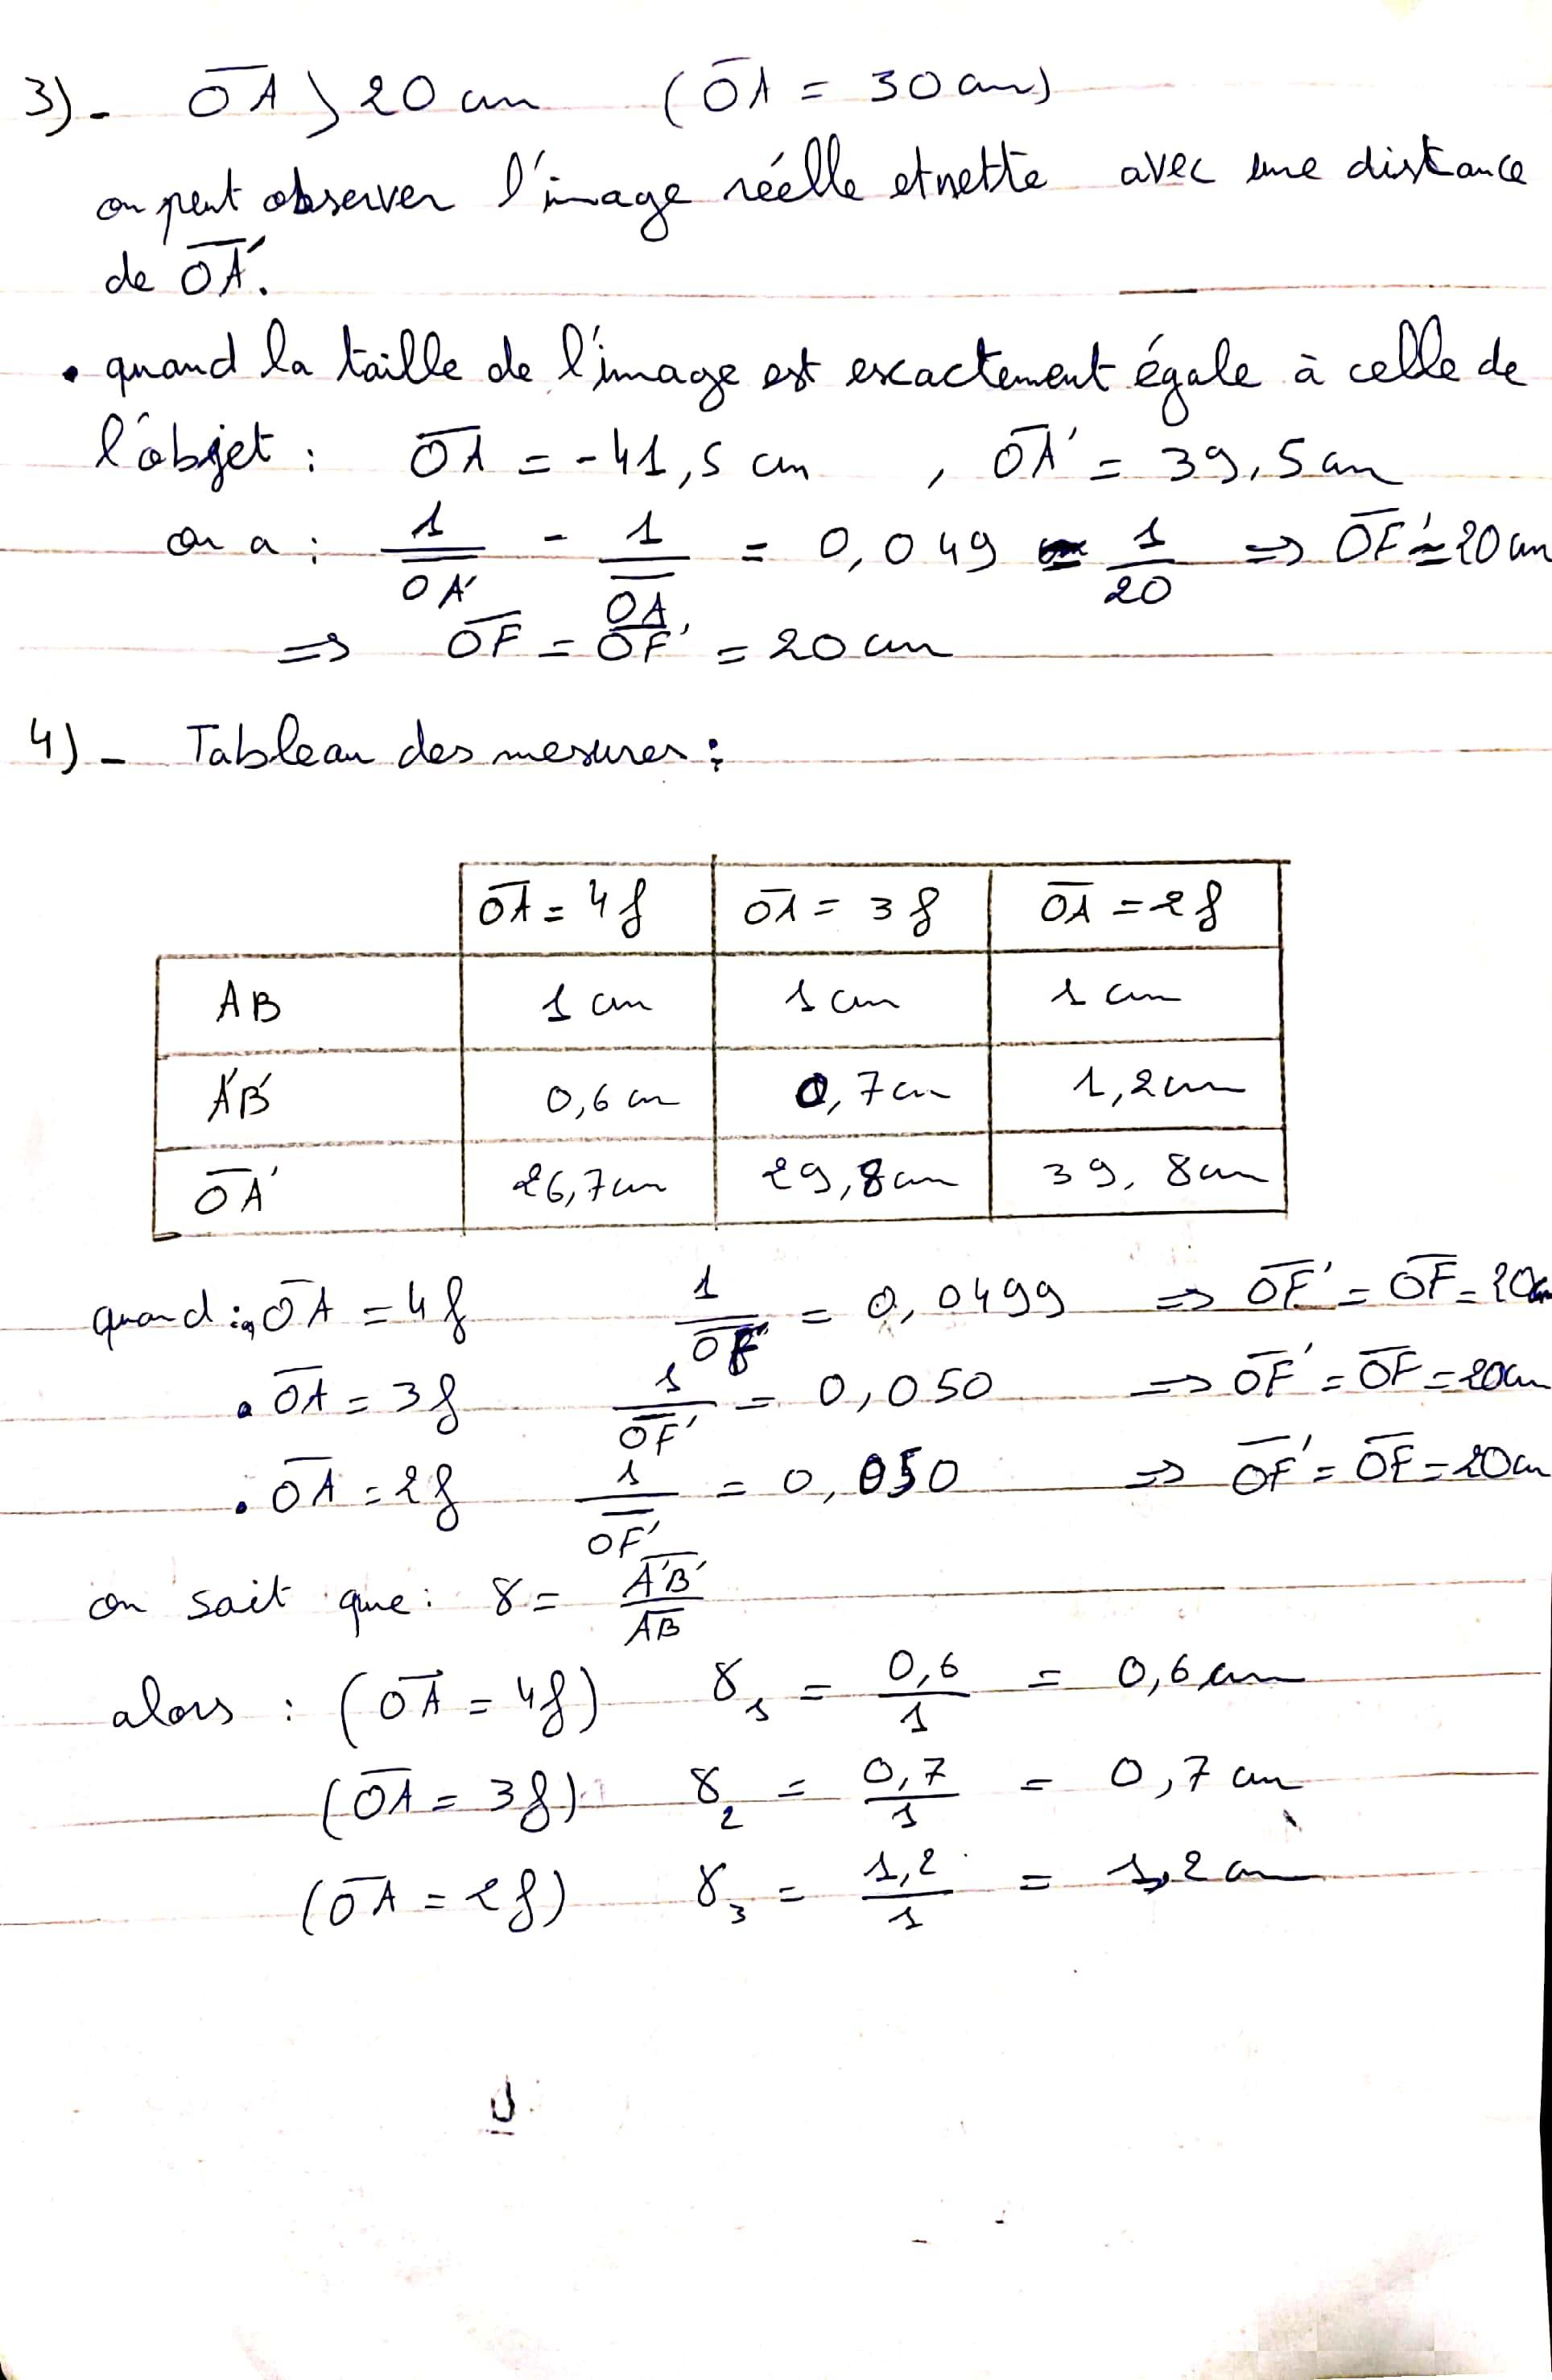 3)- OA > 20 cm (OA = 30 cm)
on peut observer l'image réelle et nette avec une distance
de OA'.
• quand la taille de l'image est exactement égale à celle de
l'objet : OA = -41,5 cm , OA' = 39,5 cm
on a : 1/OA' - 1/OA = 0,049 = 1/20 => OF' ≃ 20 cm
=> OF = OF' = 20 cm
4)- Tableau des mesures :
OA = 4f OA = 3f OA = 2f
AB 1 cm 1 cm 1 cm
A'B' 0,6 cm 0,7 cm 1,2 cm
OA' 26,7 cm 29,8 cm 39,8 cm
quand : • OA = 4f 1/OF' = 0,0499 => OF' = OF = 20 cm
• OA = 3f 1/OF' = 0,050 => OF' = OF = 20 cm
• OA = 2f 1/OF' = 0,050 => OF' = OF = 20 cm
on sait que : γ = A'B'/AB
alors : (OA = 4f) γ1 = 0,6/1 = 0,6 cm
(OA = 3f) γ2 = 0,7/1 = 0,7 cm
(OA = 2f) γ3 = 1,2/1 = 1,2 cm